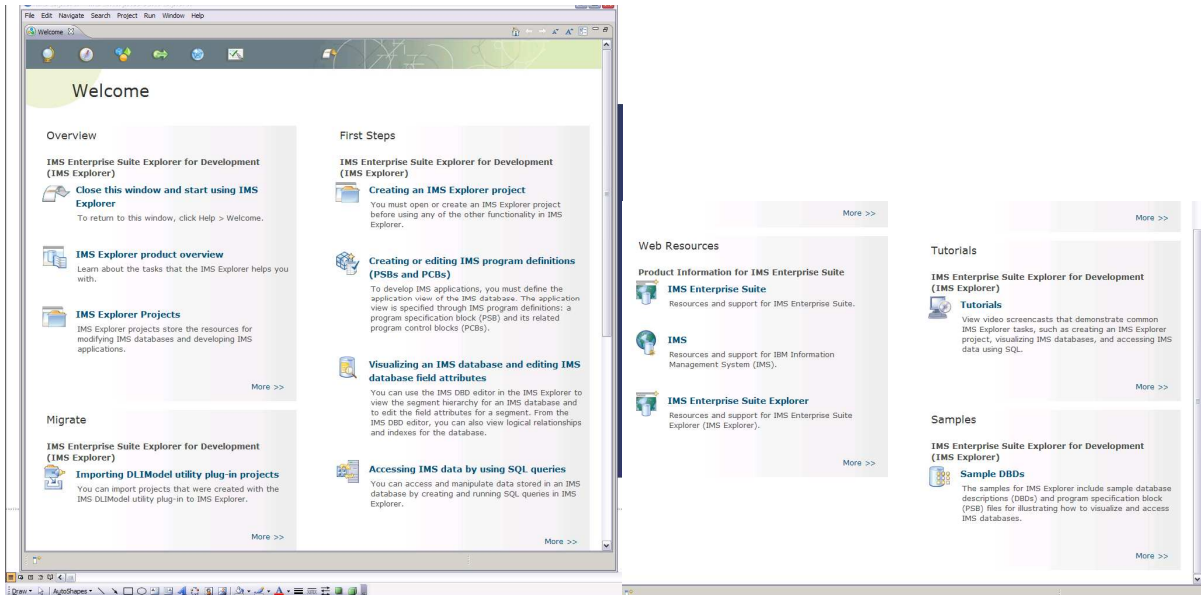 File Edit Navigate Search Project Run Window Help
Welcome
Welcome
Overview
IMS Enterprise Suite Explorer for Development
(IMS Explorer)
Close this window and start using IMS
Explorer
To return to this window, click Help > Welcome.
IMS Explorer product overview
Learn about the tasks that the IMS Explorer helps you
with.
IMS Explorer Projects
IMS Explorer projects store the resources for
modifying IMS databases and developing IMS
applications.
More >>
Migrate
IMS Enterprise Suite Explorer for Development
(IMS Explorer)
Importing DLIModel utility plug-in projects
You can import projects that were created with the
IMS DLIModel utility plug-in to IMS Explorer.
More >>
First Steps
IMS Enterprise Suite Explorer for Development
(IMS Explorer)
Creating an IMS Explorer project
You must open or create an IMS Explorer project
before using any of the other functionality in IMS
Explorer.
Creating or editing IMS program definitions
(PSBs and PCBs)
To develop IMS applications, you must define the
application view of the IMS database. The application
view is specified through IMS program definitions: a
program specification block (PSB) and its related
program control blocks (PCBs).
Visualizing an IMS database and editing IMS
database field attributes
You can use the IMS DBD editor in the IMS Explorer to
view the segment hierarchy for an IMS database and
to edit the field attributes for a segment. From the
IMS DBD editor, you can also view logical relationships
and indexes for the database.
Accessing IMS data by using SQL queries
You can access and manipulate data stored in an IMS
database by creating and running SQL queries in IMS
Explorer.
More >>
Draw AutoShapes
More >>
Web Resources
Product Information for IMS Enterprise Suite
IMS Enterprise Suite
Resources and support for IMS Enterprise Suite.
IMS
Resources and support for IBM Information
Management System (IMS).
IMS Enterprise Suite Explorer
Resources and support for IMS Enterprise Suite
Explorer (IMS Explorer).
More >>
More >>
Tutorials
IMS Enterprise Suite Explorer for Development
(IMS Explorer)
Tutorials
View video screencasts that demonstrate common
IMS Explorer tasks, such as creating an IMS Explorer
project, visualizing IMS databases, and accessing IMS
data using SQL.
More >>
Samples
IMS Enterprise Suite Explorer for Development
(IMS Explorer)
Sample DBDs
The samples for IMS Explorer include sample database
descriptions (DBDs) and program specification block
(PSB) files for illustrating how to visualize and access
IMS databases.
More >>